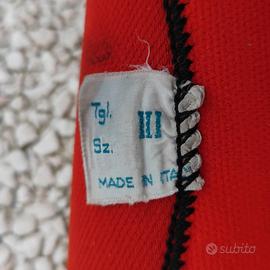 Tgl. III
Sz.
MADE IN ITALY
subito